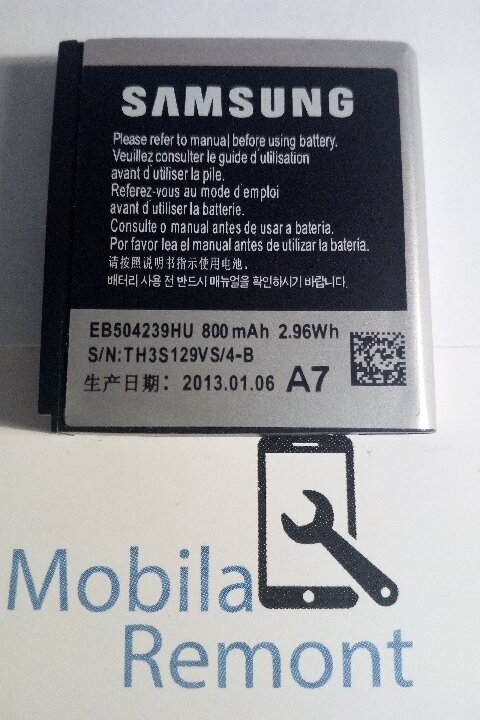 SAMSUNG
Please refer to manual before using battery.
Veuillez consulter le guide d'utilisation
avant d'utiliser la pile.
Referez-vous au mode d'emploi
avant d'utiliser la batterie.
Consulte o manual antes de usar a bateria.
Por favor lea el manual antes de utilizar la batería.
请按照说明书指示使用电池.
배터리 사용 전 반드시 매뉴얼을 확인하시기 바랍니다.
EB504239HU 800 mAh 2.96Wh
S/N:TH3S129VS/4-B
生产日期: 2013.01.06 A7
Mobila
Remont